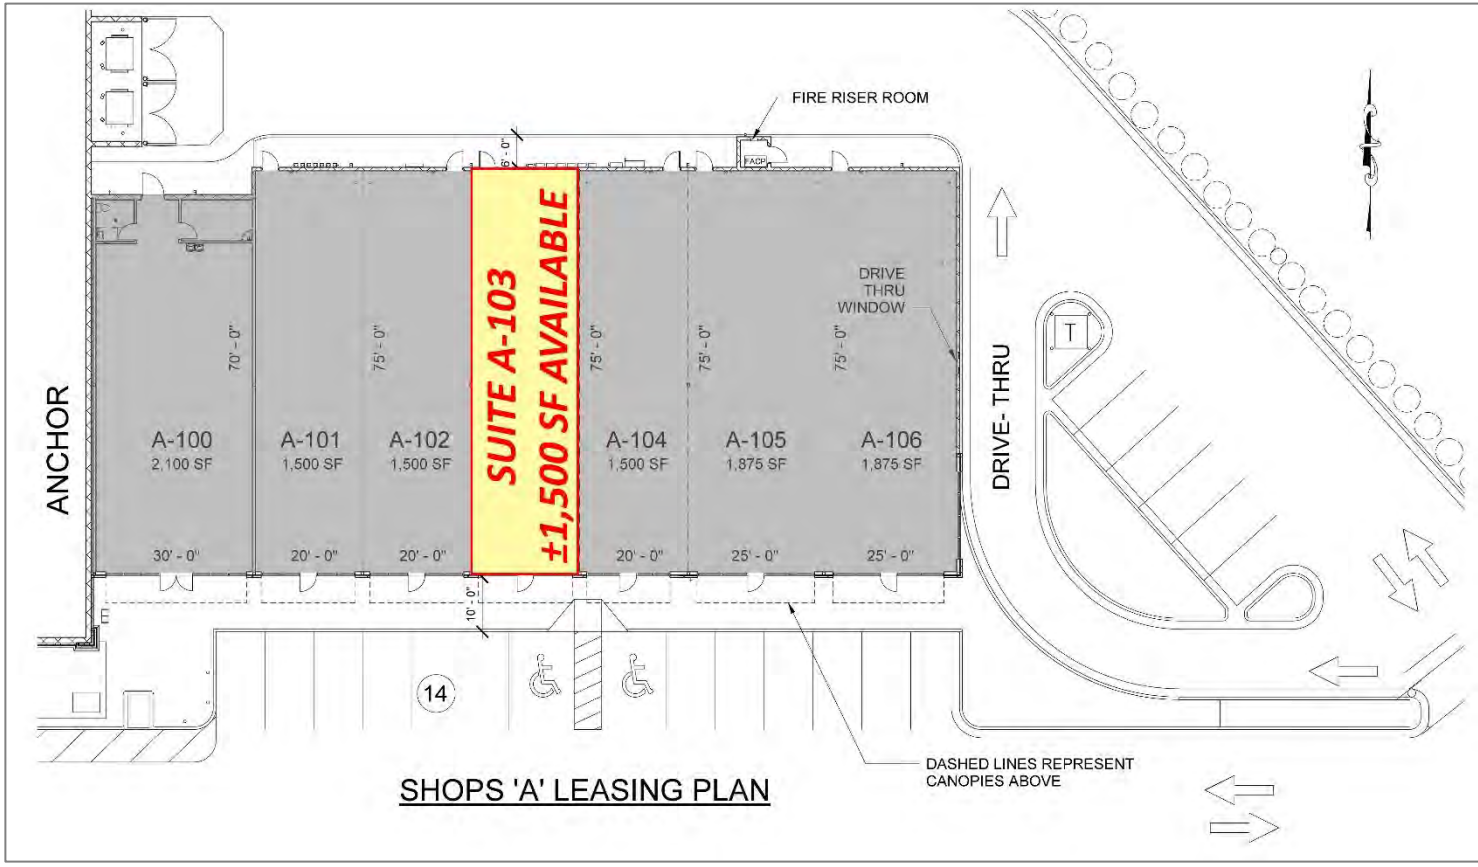 FIRE RISER ROOM
6' - 0"
FACP
DRIVE
THRU
WINDOW
T
ANCHOR
DRIVE- THRU
70' - 0"
75' - 0"
SUITE A-103
±1,500 SF AVAILABLE
75' - 0"
75' - 0"
75' - 0"
A-100
2,100 SF
A-101
1,500 SF
A-102
1,500 SF
A-104
1,500 SF
A-105
1,875 SF
A-106
1,875 SF
30' - 0"
20' - 0"
20' - 0"
20' - 0"
25' - 0"
25' - 0"
10' - 0"
14
DASHED LINES REPRESENT
CANOPIES ABOVE
SHOPS 'A' LEASING PLAN